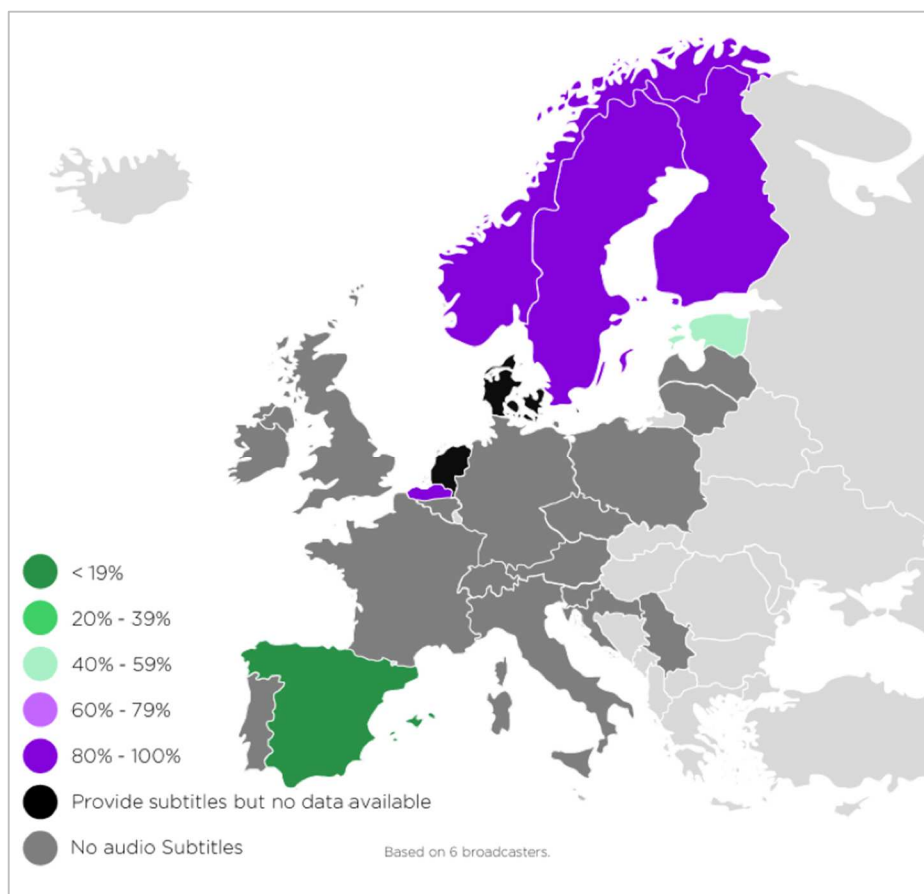 < 19%
20% - 39%
40% - 59%
60% - 79%
80% - 100%
Provide subtitles but no data available
No audio Subtitles
Based on 6 broadcasters.